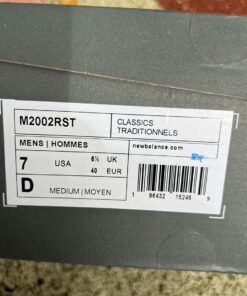 M2002RST
CLASSICS
TRADITIONNELS
MENS | HOMMES
newbalance.com
7 USA 6½ UK
40 EUR
D MEDIUM | MOYEN
1 96432 15246 9